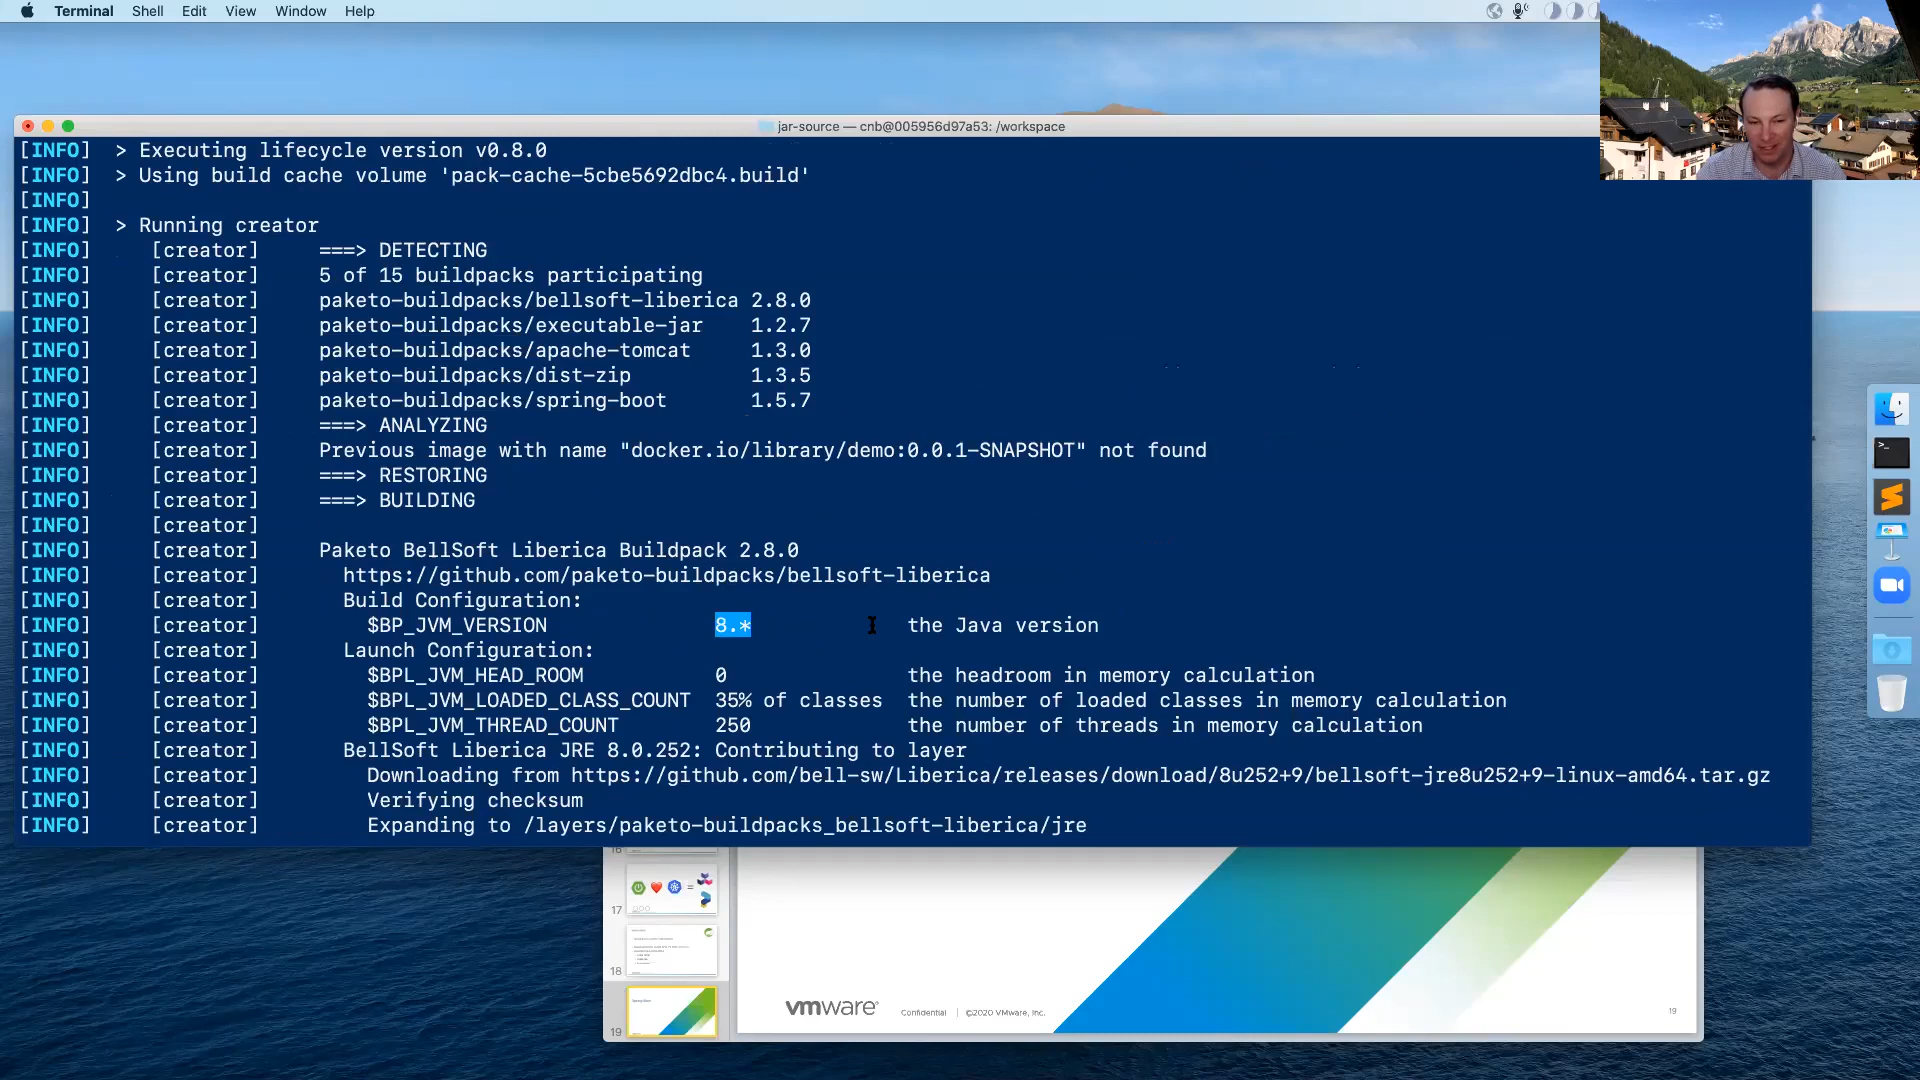 Terminal Shell Edit View Window Help
jar-source — cnb@005956d97a53: /workspace
[INFO] > Executing lifecycle version v0.8.0
[INFO] > Using build cache volume 'pack-cache-5cbe5692dbc4.build'
[INFO]
[INFO] > Running creator
[INFO] [creator] ===> DETECTING
[INFO] [creator] 5 of 15 buildpacks participating
[INFO] [creator] paketo-buildpacks/bellsoft-liberica 2.8.0
[INFO] [creator] paketo-buildpacks/executable-jar 1.2.7
[INFO] [creator] paketo-buildpacks/apache-tomcat 1.3.0
[INFO] [creator] paketo-buildpacks/dist-zip 1.3.5
[INFO] [creator] paketo-buildpacks/spring-boot 1.5.7
[INFO] [creator] ===> ANALYZING
[INFO] [creator] Previous image with name "docker.io/library/demo:0.0.1-SNAPSHOT" not found
[INFO] [creator] ===> RESTORING
[INFO] [creator] ===> BUILDING
[INFO] [creator]
[INFO] [creator] Paketo BellSoft Liberica Buildpack 2.8.0
[INFO] [creator] https://github.com/paketo-buildpacks/bellsoft-liberica
[INFO] [creator] Build Configuration:
[INFO] [creator] $BP_JVM_VERSION 8.* the Java version
[INFO] [creator] Launch Configuration:
[INFO] [creator] $BPL_JVM_HEAD_ROOM 0 the headroom in memory calculation
[INFO] [creator] $BPL_JVM_LOADED_CLASS_COUNT 35% of classes the number of loaded classes in memory calculation
[INFO] [creator] $BPL_JVM_THREAD_COUNT 250 the number of threads in memory calculation
[INFO] [creator] BellSoft Liberica JRE 8.0.252: Contributing to layer
[INFO] [creator] Downloading from https://github.com/bell-sw/Liberica/releases/download/8u252+9/bellsoft-jre8u252+9-linux-amd64.tar.gz
[INFO] [creator] Verifying checksum
[INFO] [creator] Expanding to /layers/paketo-buildpacks_bellsoft-liberica/jre
17
18
19
vmware® Confidential | ©2020 VMware, Inc. 19